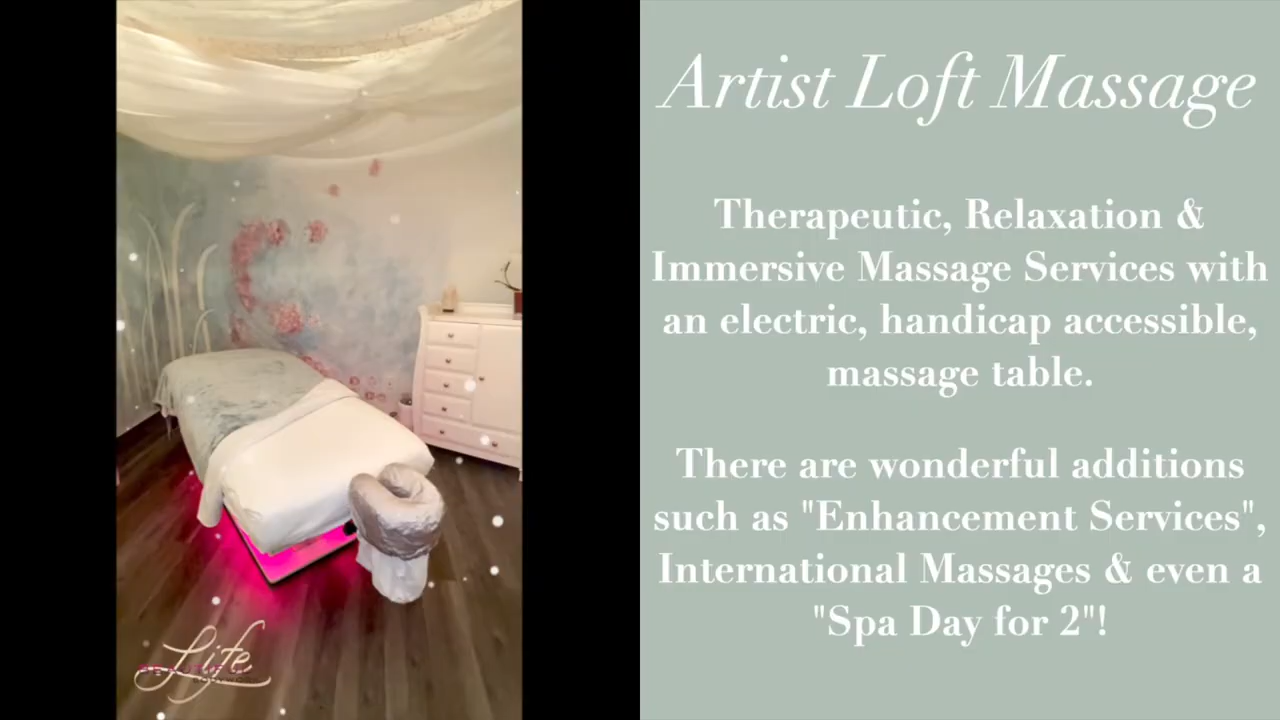 Artist Loft Massage
Therapeutic, Relaxation &
Immersive Massage Services with
an electric, handicap accessible,
massage table.
There are wonderful additions
such as "Enhancement Services",
International Massages & even a
"Spa Day for 2"!
Life